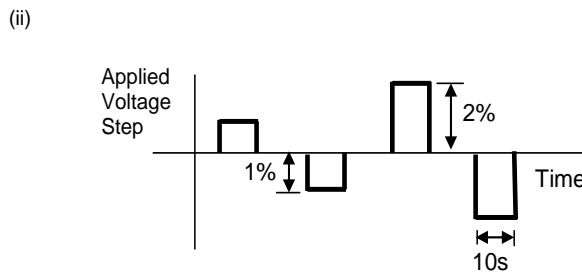 (ii)
Applied
Voltage
Step
2%
1%
Time
10s